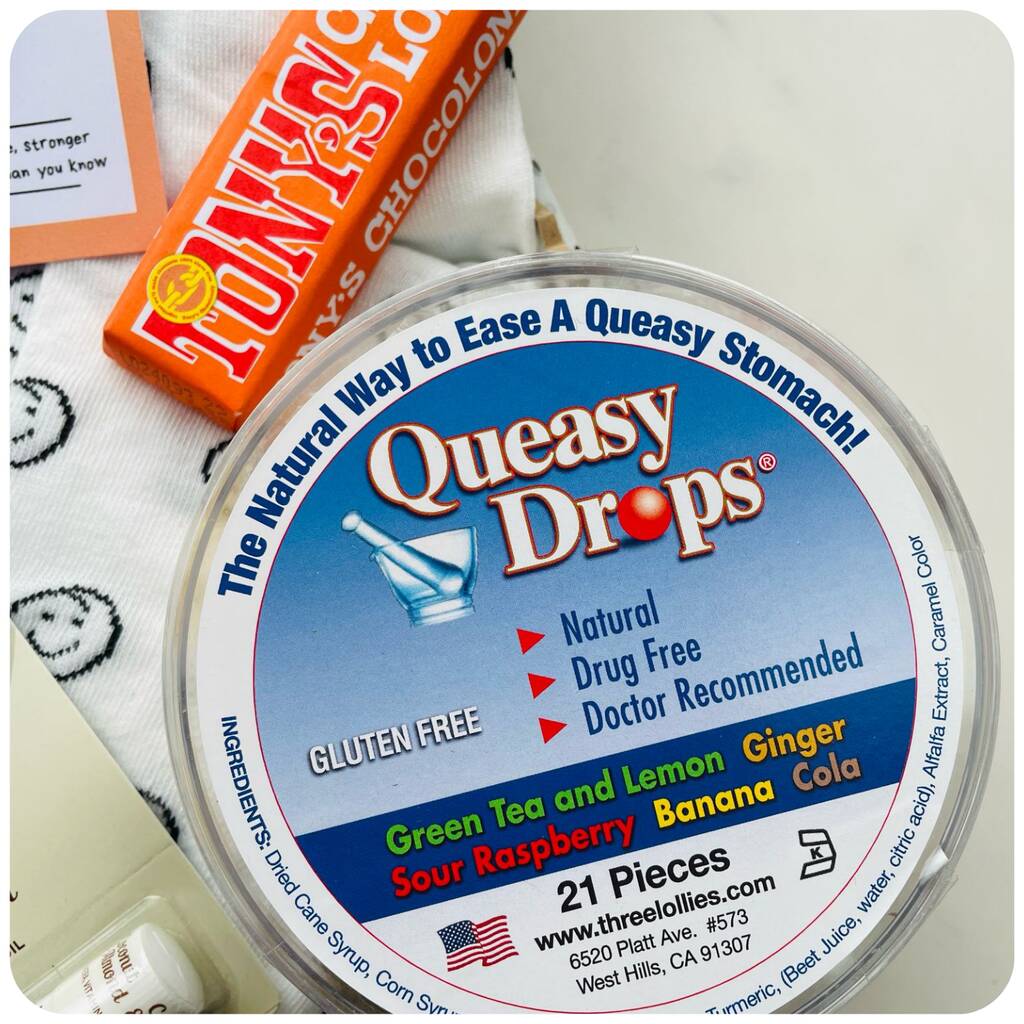 stronger
an you know
TONY'S
CHOCOLON
The Natural Way to Ease A Queasy Stomach!
Queasy
Drops®
Natural
Drug Free
Doctor Recommended
GLUTEN FREE
Green Tea and Lemon Ginger
Sour Raspberry Banana Cola
21 Pieces
www.threelollies.com
6520 Platt Ave. #573
West Hills, CA 91307
K
INGREDIENTS: Dried Cane Syrup, Corn Syru
Turmeric, (Beet Juice, water, citric acid), Alfalfa Extract, Caramel Color